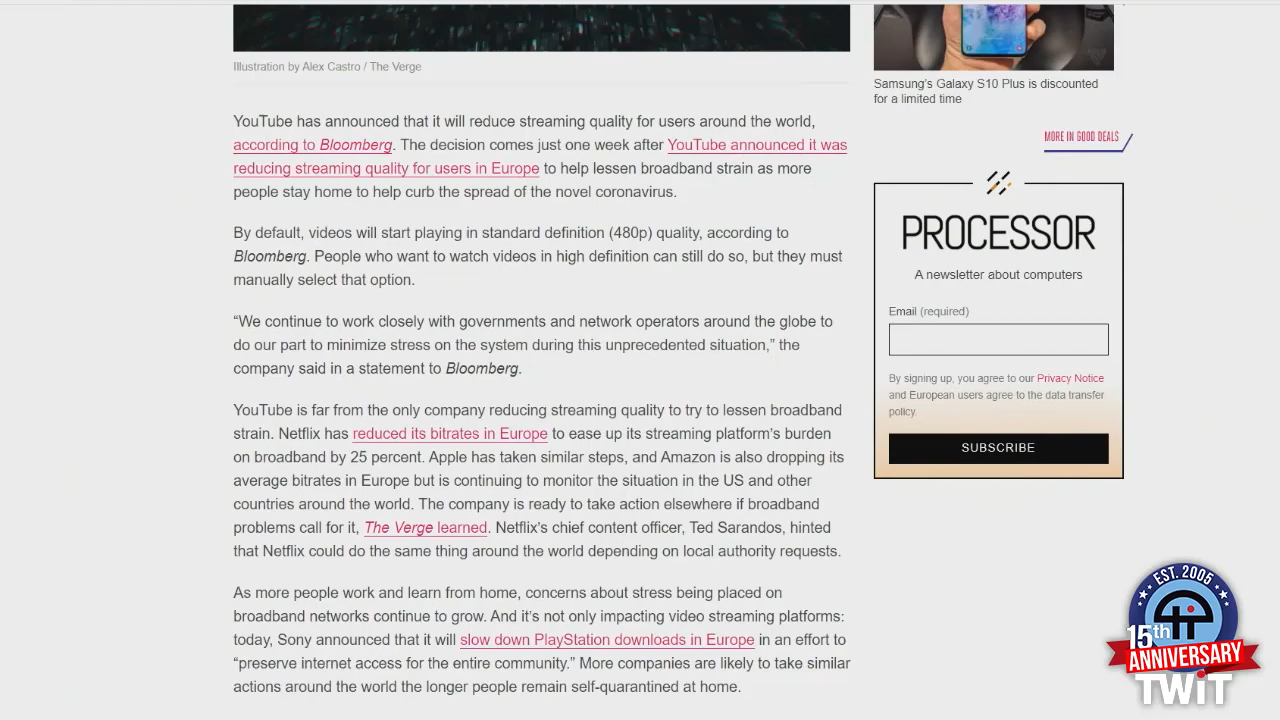 Illustration by Alex Castro / The Verge
YouTube has announced that it will reduce streaming quality for users around the world,
according to Bloomberg. The decision comes just one week after YouTube announced it was
reducing streaming quality for users in Europe to help lessen broadband strain as more
people stay home to help curb the spread of the novel coronavirus.
By default, videos will start playing in standard definition (480p) quality, according to
Bloomberg. People who want to watch videos in high definition can still do so, but they must
manually select that option.
“We continue to work closely with governments and network operators around the globe to
do our part to minimize stress on the system during this unprecedented situation,” the
company said in a statement to Bloomberg.
YouTube is far from the only company reducing streaming quality to try to lessen broadband
strain. Netflix has reduced its bitrates in Europe to ease up its streaming platform’s burden
on broadband by 25 percent. Apple has taken similar steps, and Amazon is also dropping its
average bitrates in Europe but is continuing to monitor the situation in the US and other
countries around the world. The company is ready to take action elsewhere if broadband
problems call for it, The Verge learned. Netflix’s chief content officer, Ted Sarandos, hinted
that Netflix could do the same thing around the world depending on local authority requests.
As more people work and learn from home, concerns about stress being placed on
broadband networks continue to grow. And it’s not only impacting video streaming platforms:
today, Sony announced that it will slow down PlayStation downloads in Europe in an effort to
“preserve internet access for the entire community.” More companies are likely to take similar
actions around the world the longer people remain self-quarantined at home.
Samsung’s Galaxy S10 Plus is discounted
for a limited time
MORE IN GOOD DEALS
PROCESSOR
A newsletter about computers
Email (required)
By signing up, you agree to our Privacy Notice
and European users agree to the data transfer
policy.
SUBSCRIBE
EST. 2005
15th
ANNIVERSARY
TWiT